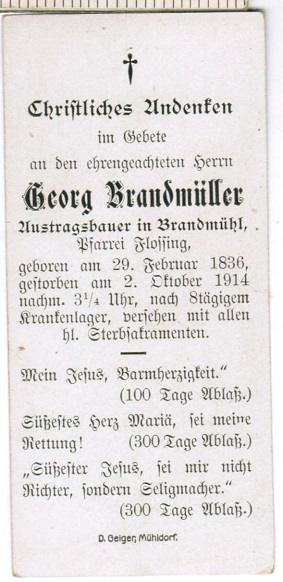 Christliches Andenken
im Gebete
an den ehrengeachteten Herrn
Georg Brandmüller
Austragsbauer in Brandmühl,
Pfarrei Flossing,
geboren am 29. Februar 1836,
gestorben am 2. Oktober 1914
nachm. 3¼ Uhr, nach 8tägigem
Krankenlager, versehen mit allen
hl. Sterbsakramenten.
Mein Jesus, Barmherzigkeit."
(100 Tage Ablaß.)
Süßestes Herz Mariä, sei meine
Rettung! (300 Tage Ablaß.)
„Süßester Jesus, sei mir nicht
Richter, sondern Seligmacher."
(300 Tage Ablaß.)
D. Geiger, Mühldorf.